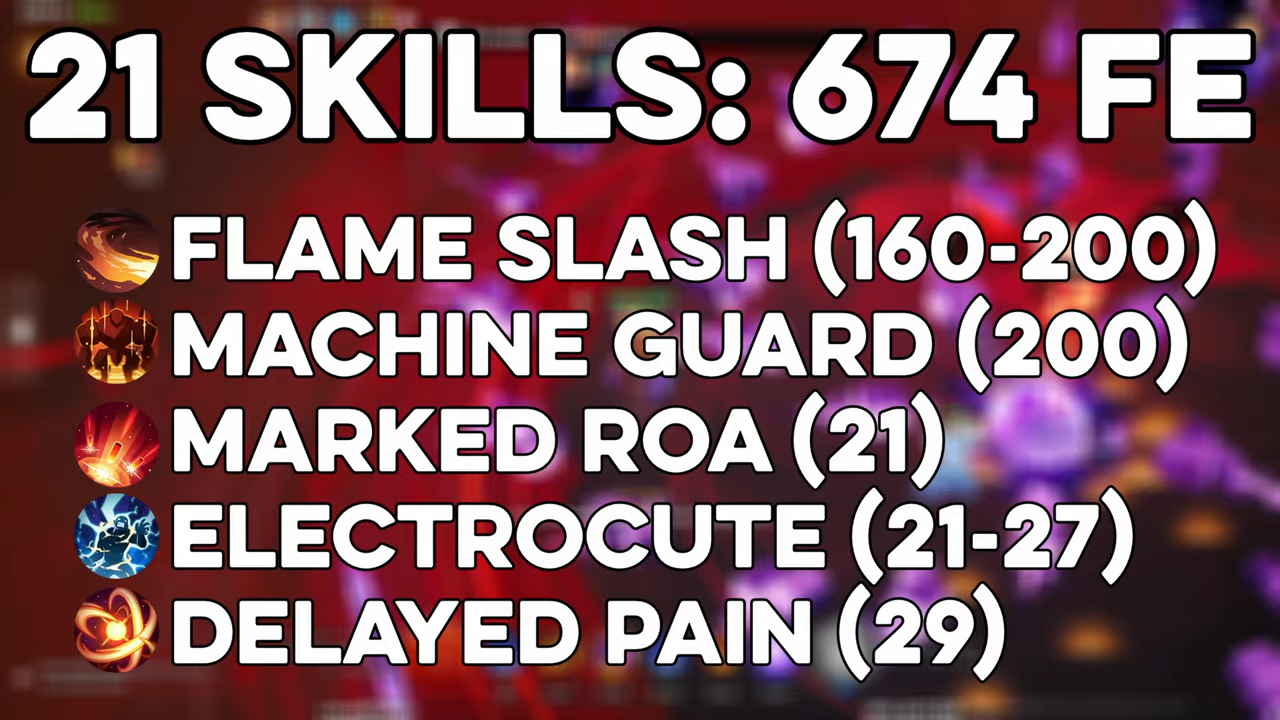 21 SKILLS: 674 FE
FLAME SLASH (160-200)
MACHINE GUARD (200)
MARKED ROA (21)
ELECTROCUTE (21-27)
DELAYED PAIN (29)